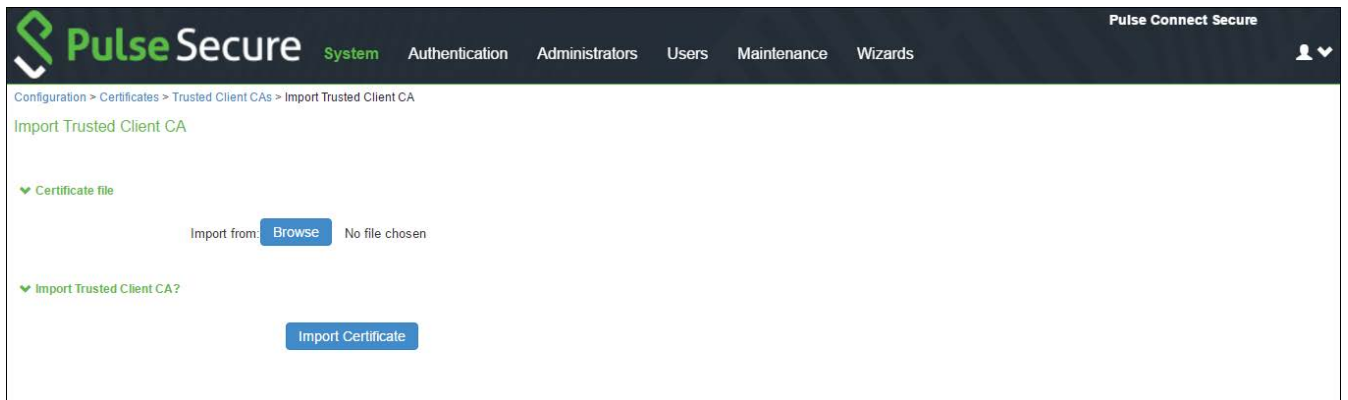 Pulse Connect Secure
Pulse Secure System Authentication Administrators Users Maintenance Wizards
Configuration > Certificates > Trusted Client CAs > Import Trusted Client CA
Import Trusted Client CA
Certificate file
Import from: Browse No file chosen
Import Trusted Client CA?
Import Certificate